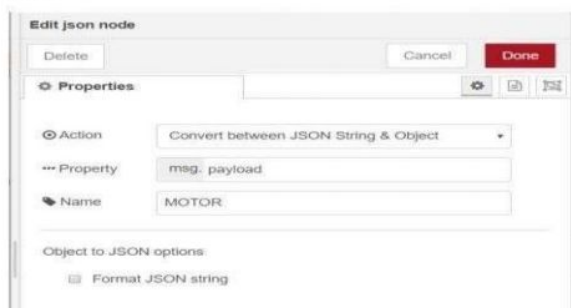 Edit json node
Delete
Cancel
Done
Properties
Action
Convert between JSON String & Object
Property
msg. payload
Name
MOTOR
Object to JSON options
Format JSON string